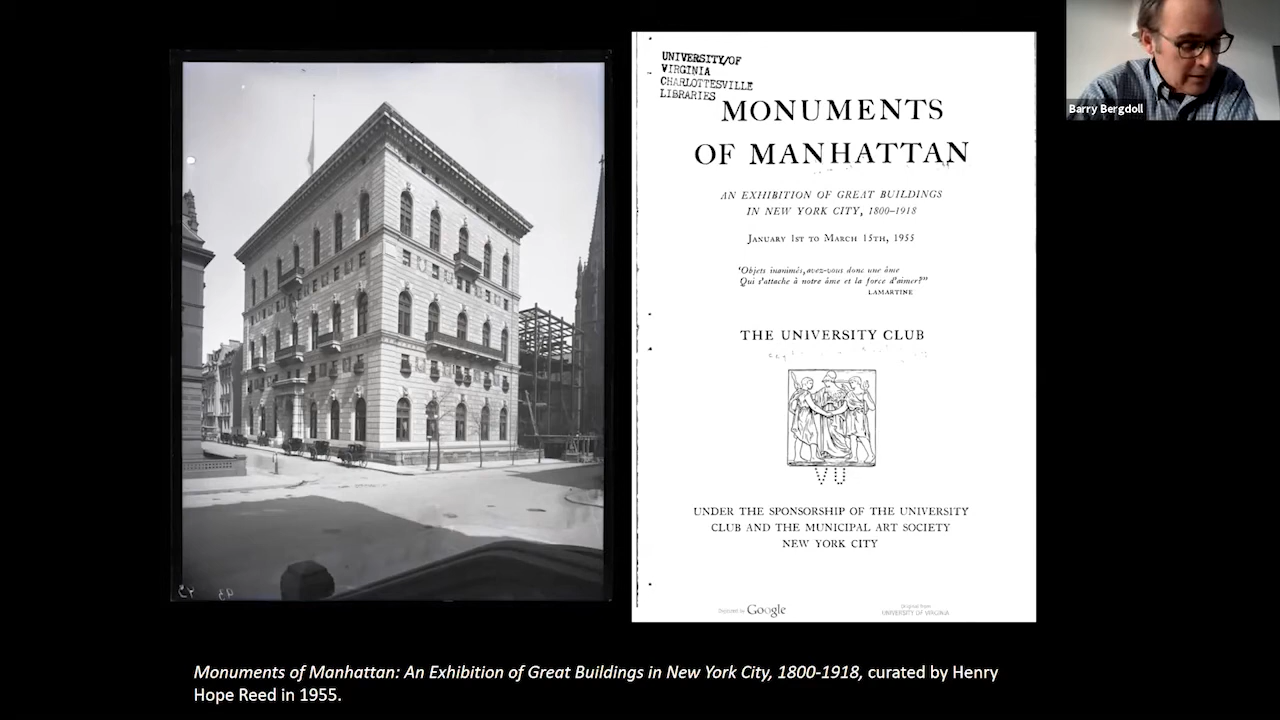 UNIVERSITY OF
VIRGINIA
CHARLOTTESVILLE
LIBRARIES
MONUMENTS
OF MANHATTAN
AN EXHIBITION OF GREAT BUILDINGS
IN NEW YORK CITY, 1800–1918
JANUARY 1ST TO MARCH 15TH, 1955
'Objets inanimés, avez-vous donc une âme
Qui s'attache à notre âme et la force d'aimer?"
LAMARTINE
THE UNIVERSITY CLUB
VU
UNDER THE SPONSORSHIP OF THE UNIVERSITY
CLUB AND THE MUNICIPAL ART SOCIETY
NEW YORK CITY
Digitized by Google
Original from
UNIVERSITY OF VIRGINIA
Barry Bergdoll
Monuments of Manhattan: An Exhibition of Great Buildings in New York City, 1800-1918, curated by Henry
Hope Reed in 1955.